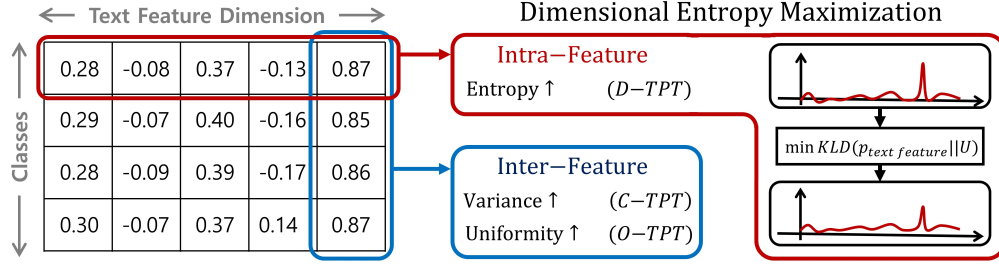 Text Feature Dimension
Dimensional Entropy Maximization
Classes
0.28 -0.08 0.37 -0.13 0.87
0.29 -0.07 0.40 -0.16 0.85
0.28 -0.09 0.39 -0.17 0.86
0.30 -0.07 0.37 0.14 0.87
Intra−Feature
Entropy ↑ (D−TPT)
Inter−Feature
Variance ↑ (C−TPT)
Uniformity ↑ (O−TPT)
min KLD(p_text feature||U)